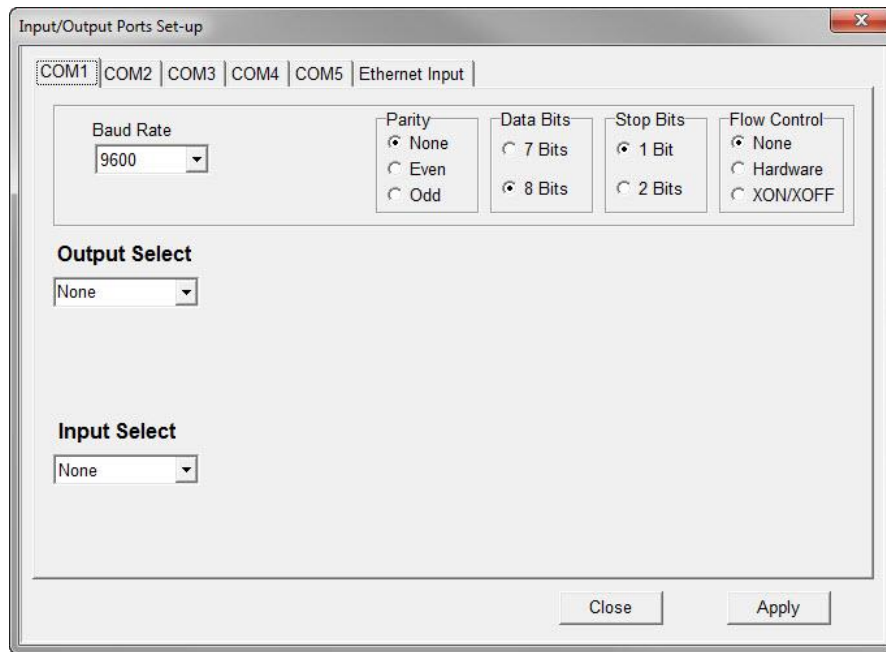 Input/Output Ports Set-up
COM1 COM2 COM3 COM4 COM5 Ethernet Input
Baud Rate
9600
Parity
None
Even
Odd
Data Bits
7 Bits
8 Bits
Stop Bits
1 Bit
2 Bits
Flow Control
None
Hardware
XON/XOFF
Output Select
None
Input Select
None
Close Apply